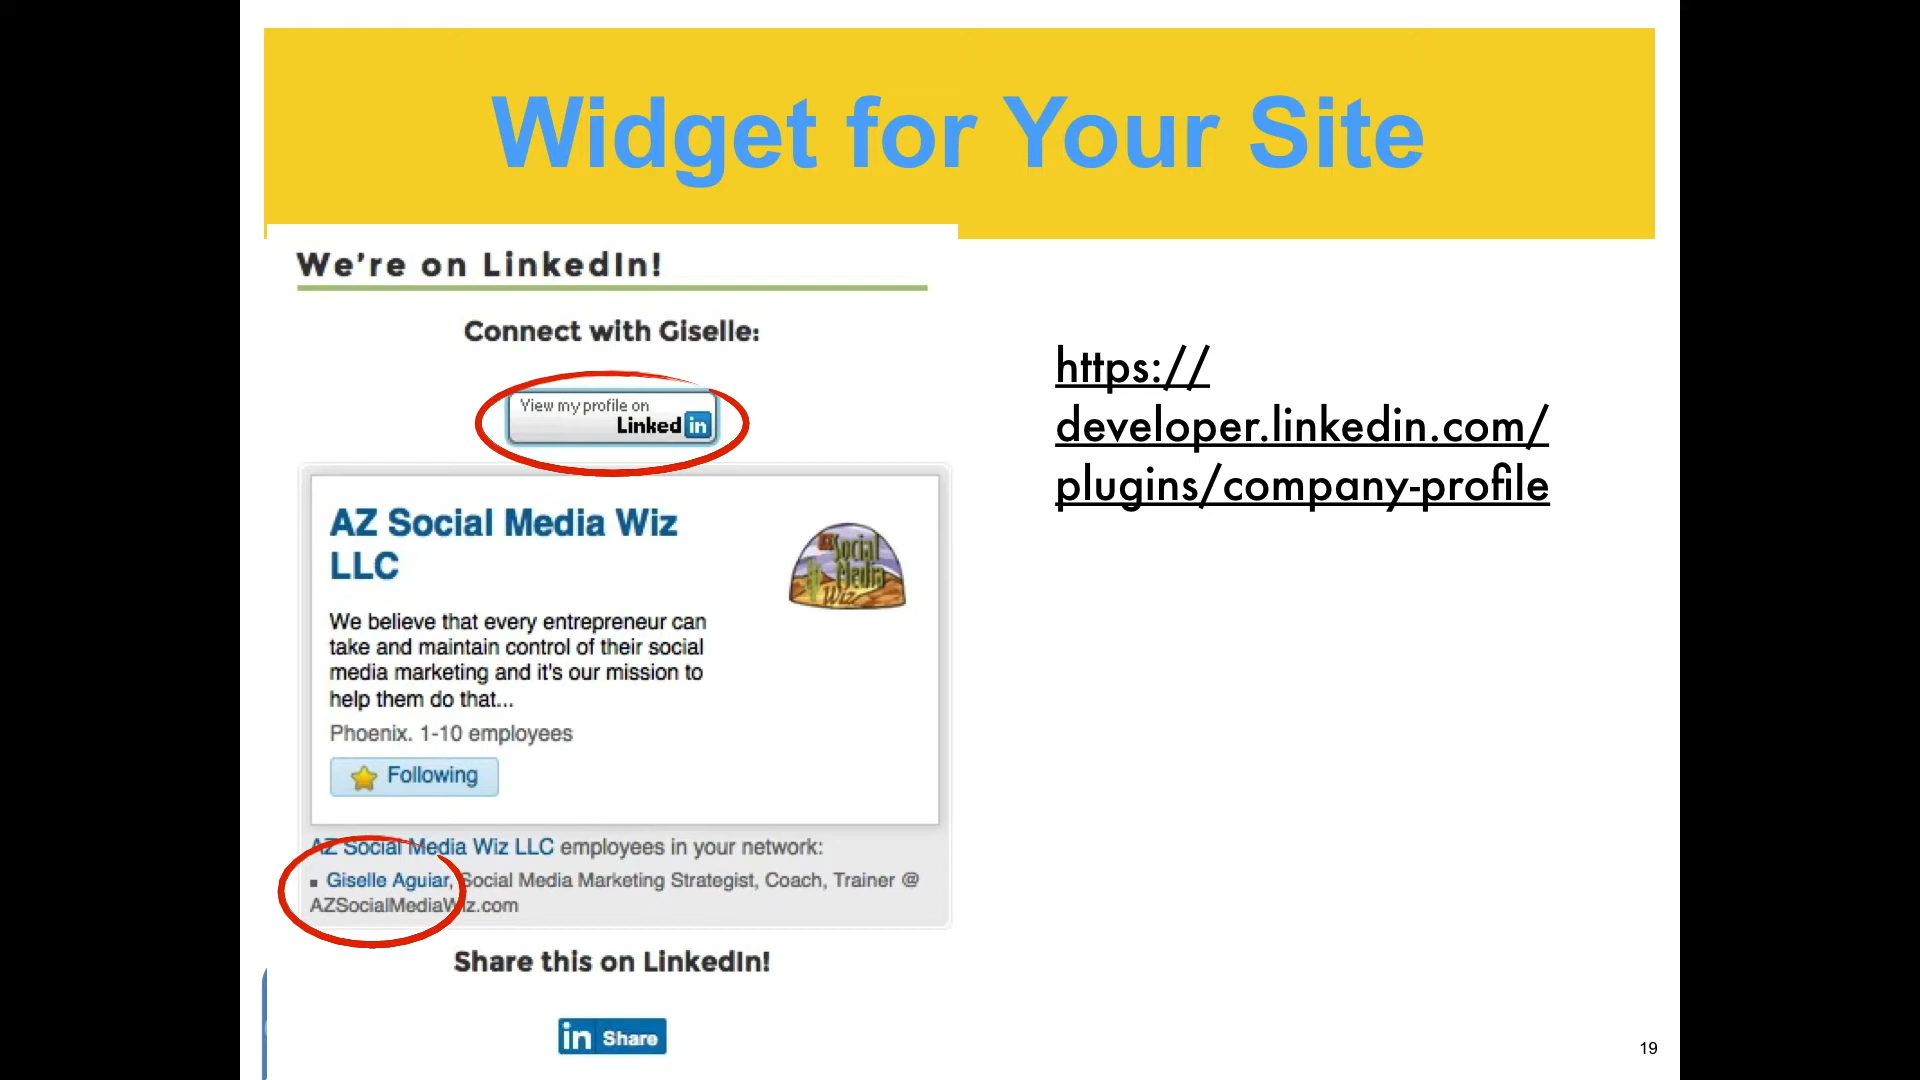 Widget for Your Site
We're on LinkedIn!
Connect with Giselle:
View my profile on
Linked in
https://
developer.linkedin.com/
plugins/company-profile
AZ Social Media Wiz
LLC
Social
Media
Wiz
We believe that every entrepreneur can
take and maintain control of their social
media marketing and it's our mission to
help them do that...
Phoenix. 1-10 employees
Following
AZ Social Media Wiz LLC employees in your network:
▪ Giselle Aguiar, Social Media Marketing Strategist, Coach, Trainer @
AZSocialMediaWiz.com
Share this on LinkedIn!
in Share
19